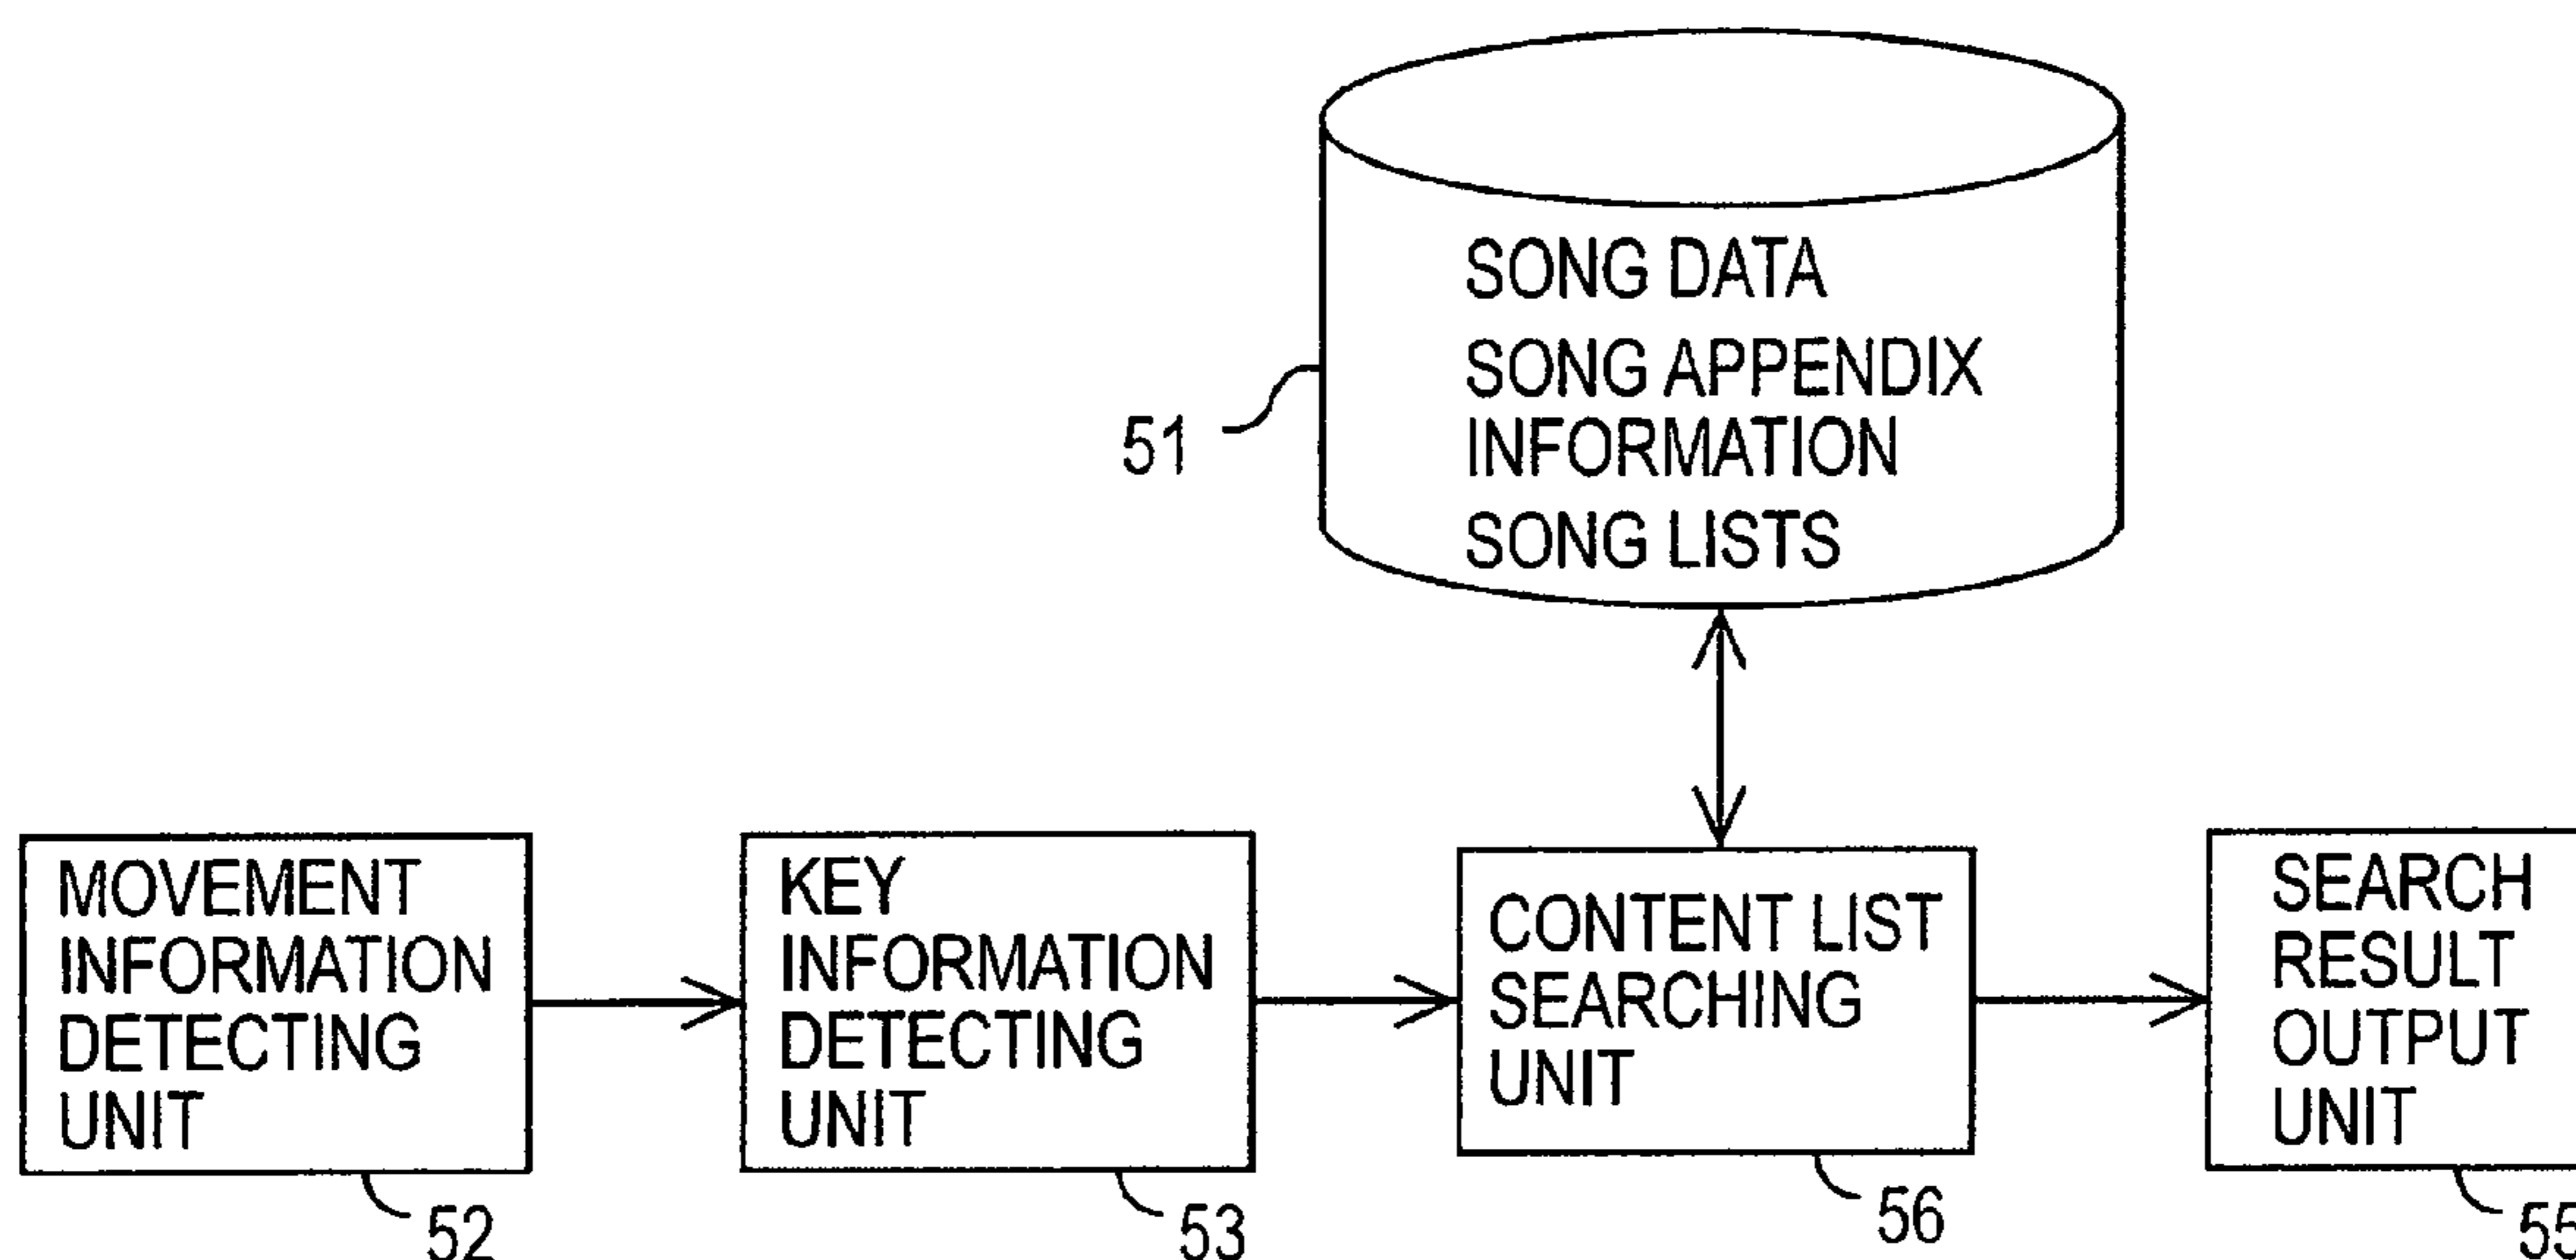 SONG DATA
SONG APPENDIX
INFORMATION
SONG LISTS
51
MOVEMENT
INFORMATION
DETECTING
UNIT
52
KEY
INFORMATION
DETECTING
UNIT
53
CONTENT LIST
SEARCHING
UNIT
56
SEARCH
RESULT
OUTPUT
UNIT
55